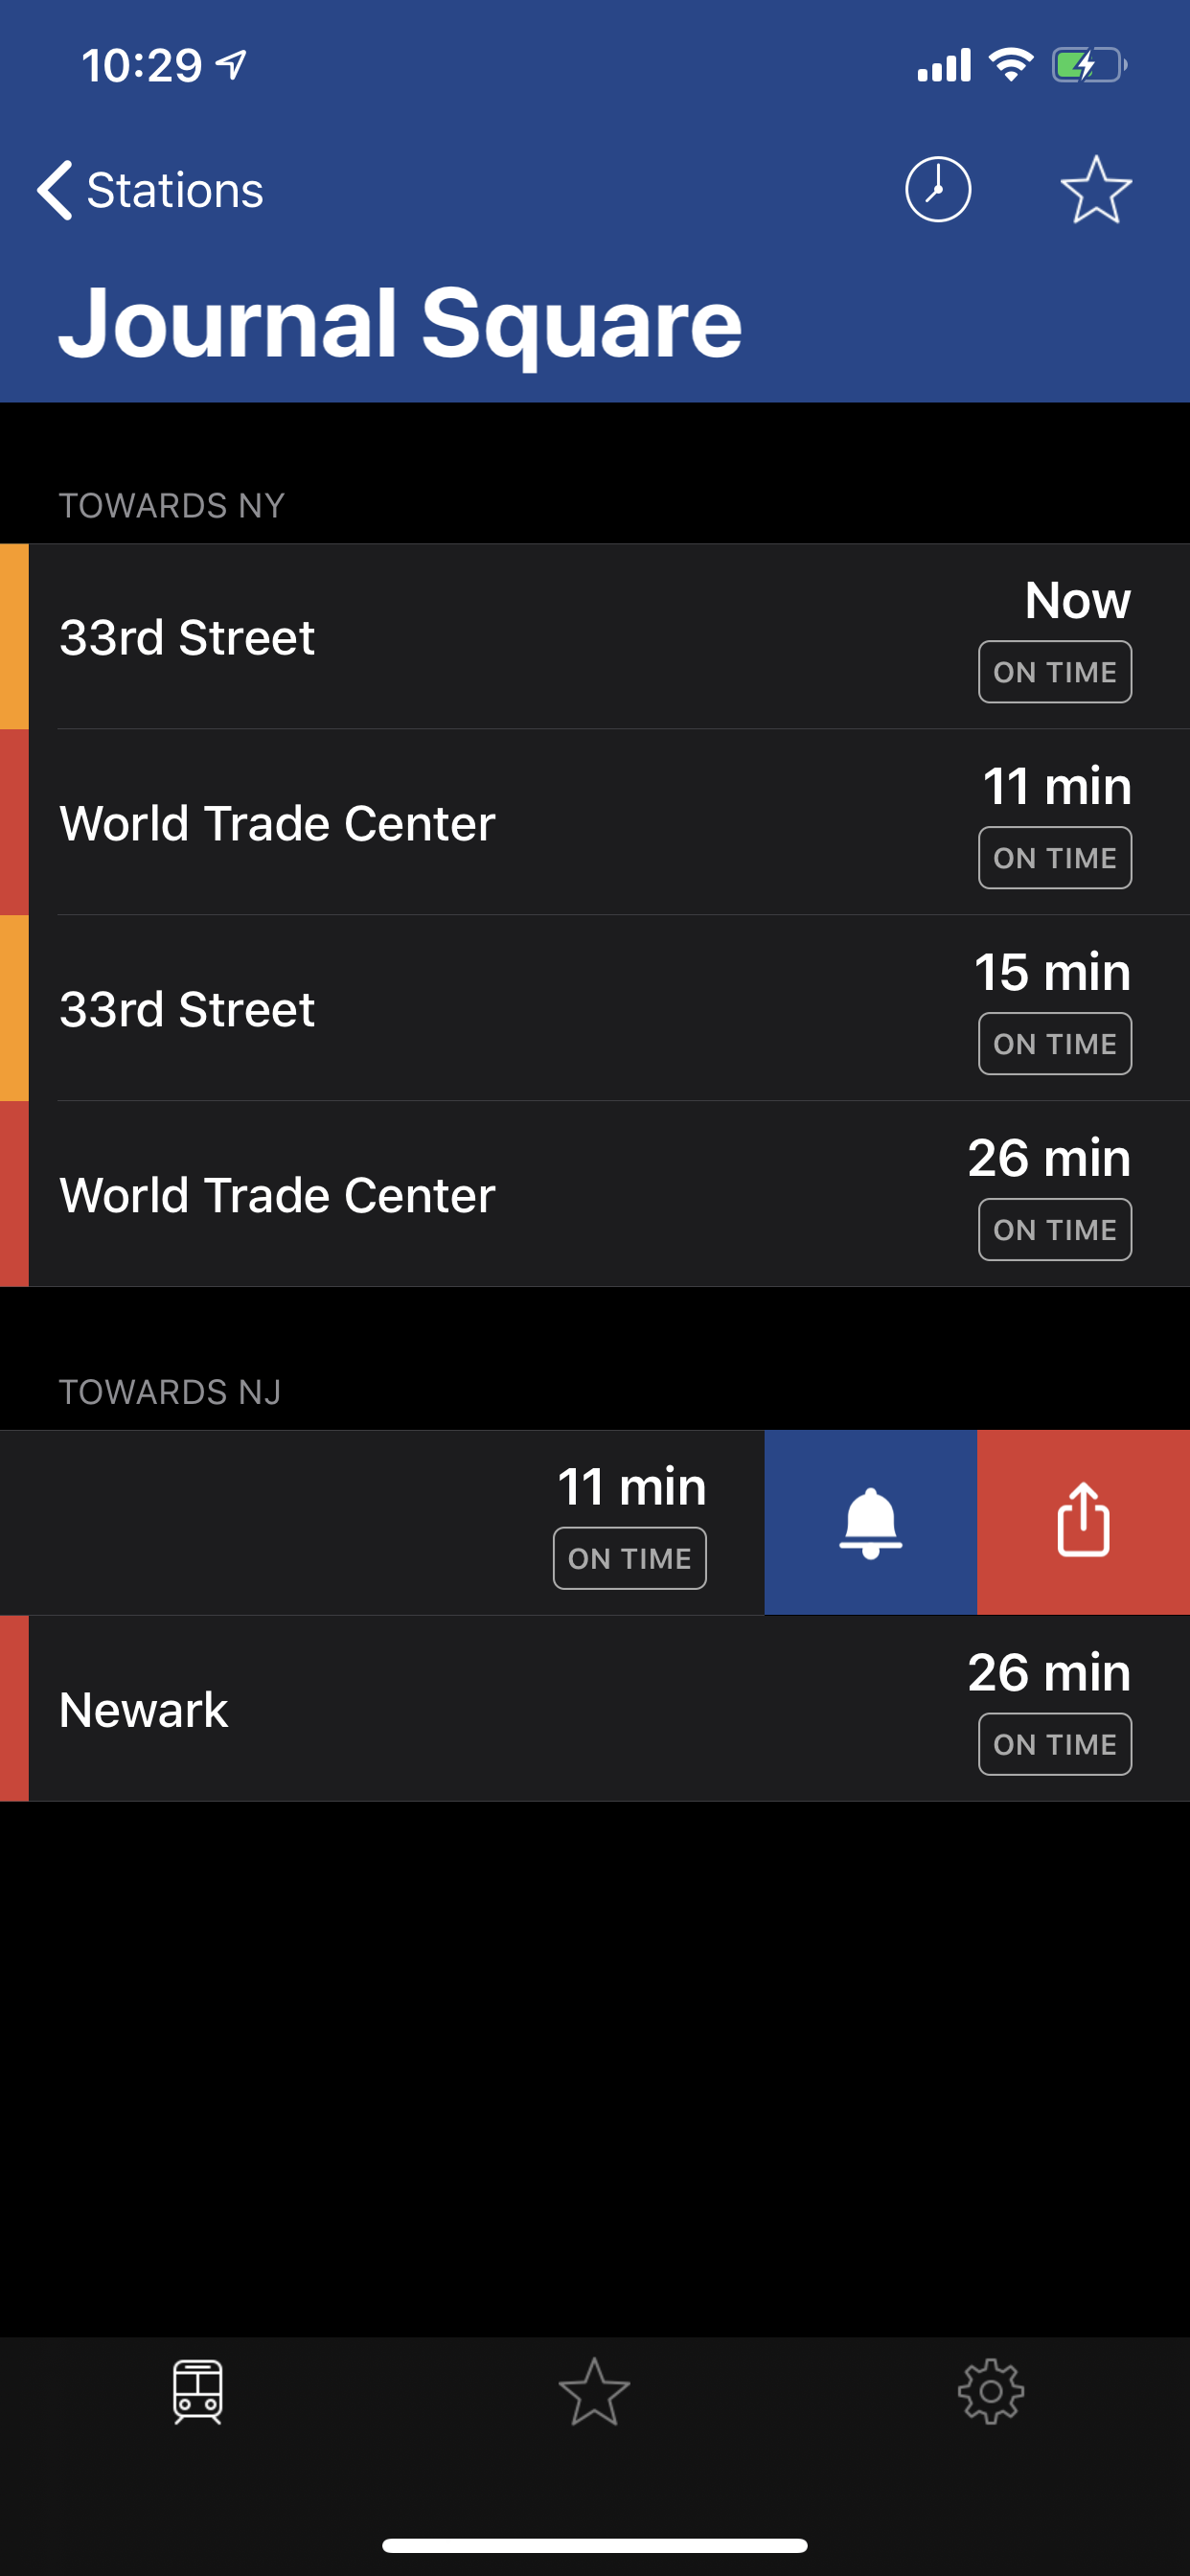 10:29
Stations
Journal Square
TOWARDS NY
33rd Street
Now
ON TIME
World Trade Center
11 min
ON TIME
33rd Street
15 min
ON TIME
World Trade Center
26 min
ON TIME
TOWARDS NJ
11 min
ON TIME
Newark
26 min
ON TIME